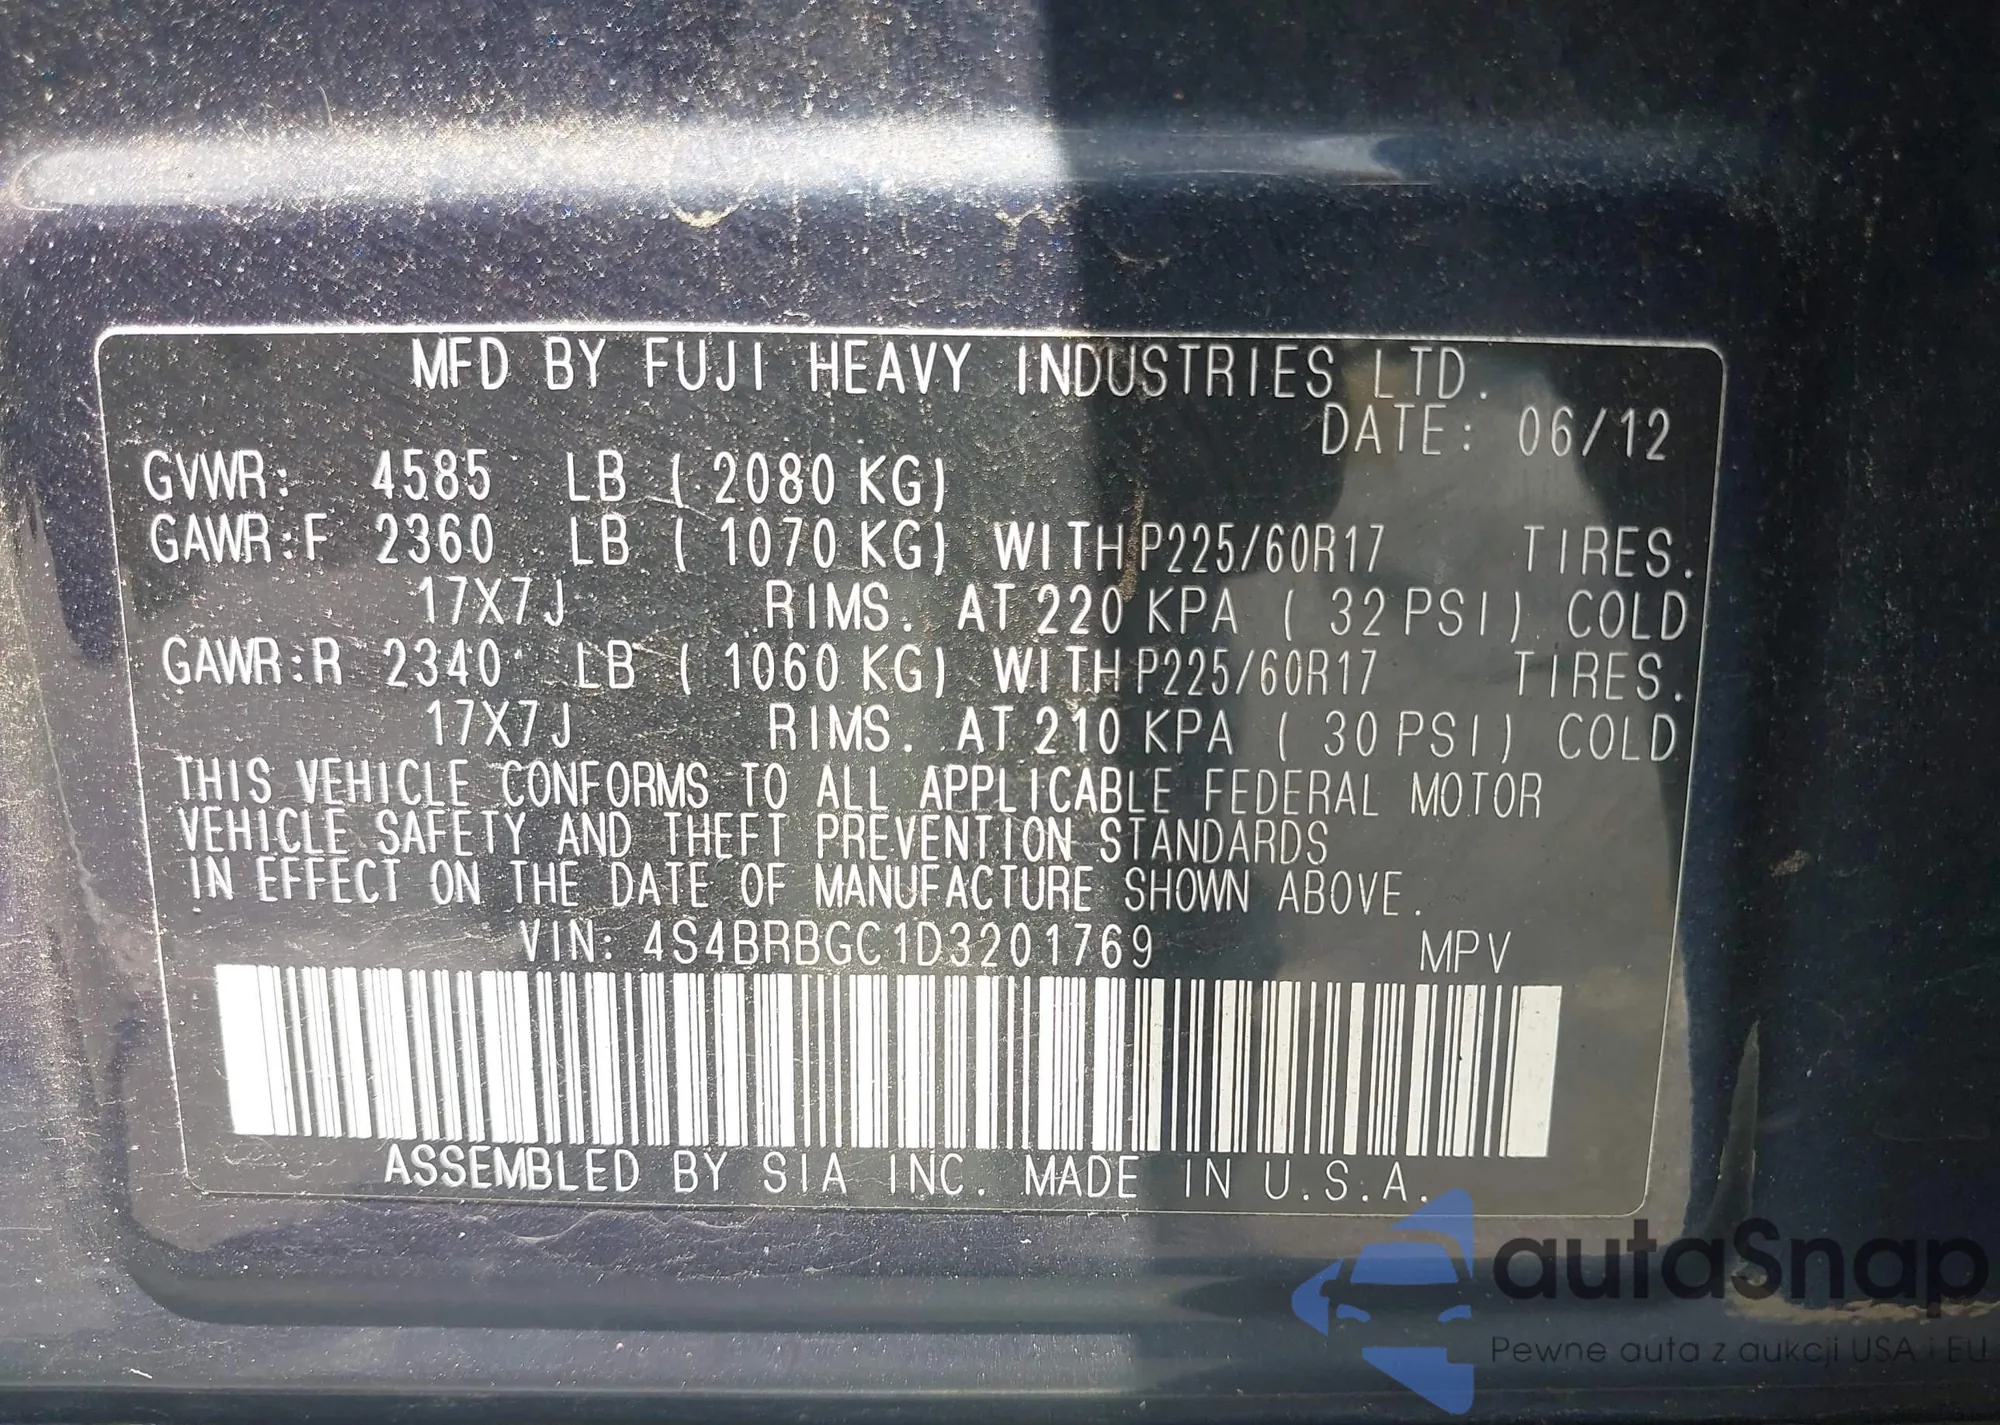 MFD BY FUJI HEAVY INDUSTRIES LTD.
DATE: 06/12
GVWR: 4585 LB ( 2080 KG)
GAWR:F 2360 LB ( 1070 KG) WITH P225/60R17 TIRES.
17X7J RIMS. AT 220 KPA ( 32 PSI) COLD
GAWR:R 2340 LB ( 1060 KG) WITH P225/60R17 TIRES.
17X7J RIMS. AT 210 KPA ( 30 PSI) COLD
THIS VEHICLE CONFORMS TO ALL APPLICABLE FEDERAL MOTOR
VEHICLE SAFETY AND THEFT PREVENTION STANDARDS
IN EFFECT ON THE DATE OF MANUFACTURE SHOWN ABOVE.
VIN: 4S4BRBGC1D3201769 MPV
ASSEMBLED BY SIA INC. MADE IN U.S.A.
autaSnap
Pewne auta z aukcji USA i EU